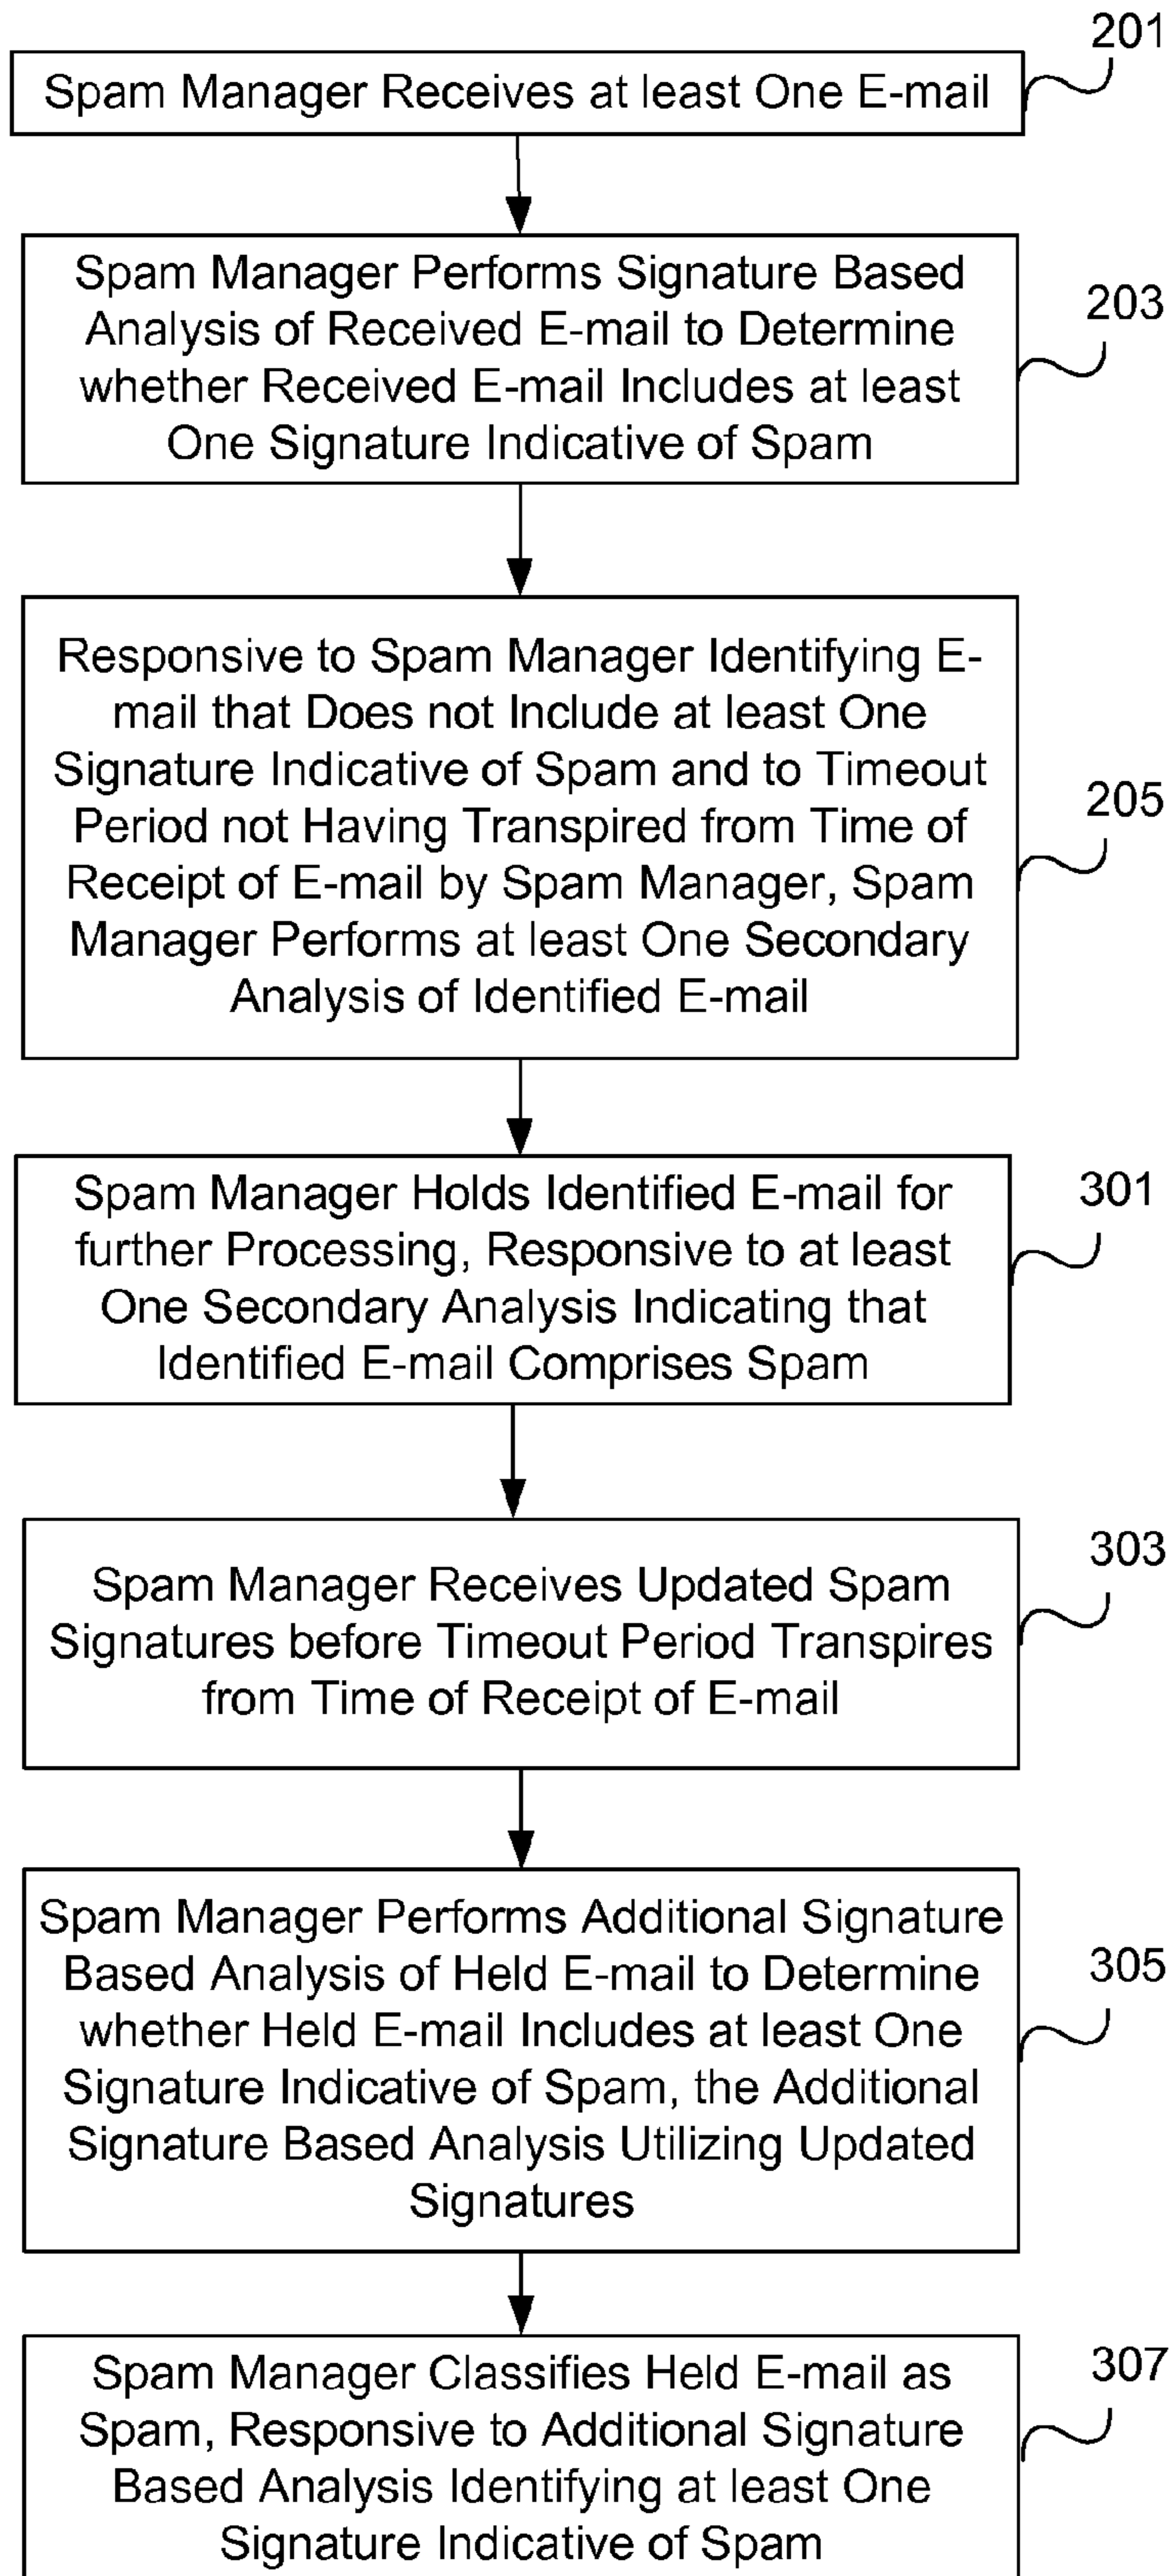 201
Spam Manager Receives at least One E-mail
Spam Manager Performs Signature Based
Analysis of Received E-mail to Determine
whether Received E-mail Includes at least
One Signature Indicative of Spam
203
Responsive to Spam Manager Identifying E-
mail that Does not Include at least One
Signature Indicative of Spam and to Timeout
Period not Having Transpired from Time of
Receipt of E-mail by Spam Manager, Spam
Manager Performs at least One Secondary
Analysis of Identified E-mail
205
Spam Manager Holds Identified E-mail for
further Processing, Responsive to at least
One Secondary Analysis Indicating that
Identified E-mail Comprises Spam
301
Spam Manager Receives Updated Spam
Signatures before Timeout Period Transpires
from Time of Receipt of E-mail
303
Spam Manager Performs Additional Signature
Based Analysis of Held E-mail to Determine
whether Held E-mail Includes at least One
Signature Indicative of Spam, the Additional
Signature Based Analysis Utilizing Updated
Signatures
305
Spam Manager Classifies Held E-mail as
Spam, Responsive to Additional Signature
Based Analysis Identifying at least One
Signature Indicative of Spam
307